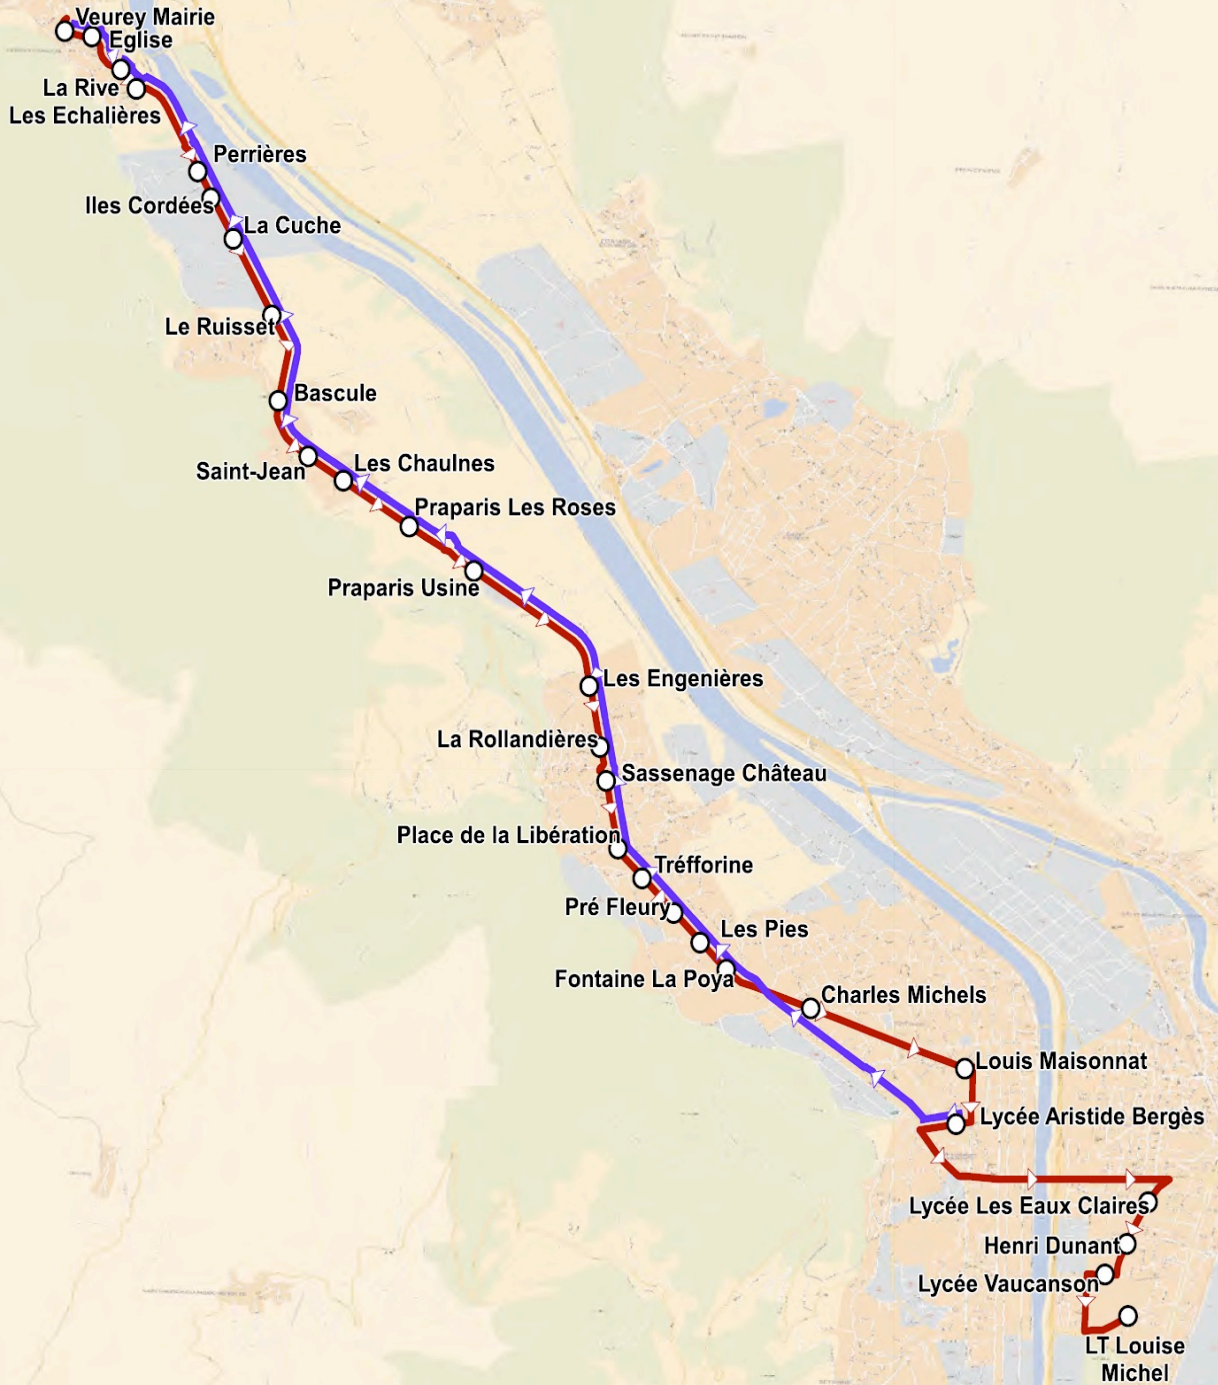 Veurey Mairie
Eglise
La Rive
Les Echalières
Perrières
Iles Cordées
La Cuche
Le Ruisset
Bascule
Saint-Jean
Les Chaulnes
Praparis Les Roses
Praparis Usine
Les Engenières
La Rollandières
Sassenage Château
Place de la Libération
Tréfforine
Pré Fleury
Les Pies
Fontaine La Poya
Charles Michels
Louis Maisonnat
Lycée Aristide Bergès
Lycée Les Eaux Claires
Henri Dunant
Lycée Vaucanson
LT Louise
Michel